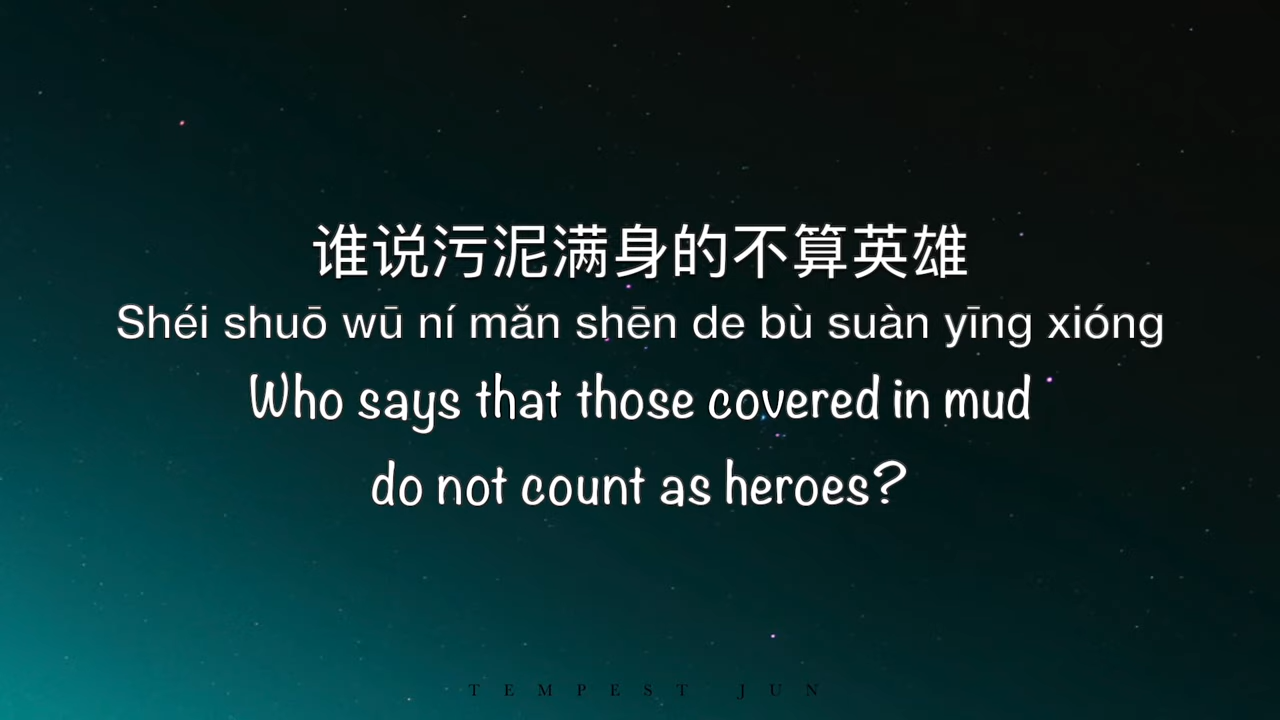 谁说污泥满身的不算英雄
Shéi shuō wū ní mǎn shēn de bù suàn yīng xióng
Who says that those covered in mud
do not count as heroes?
TEMPEST JUN